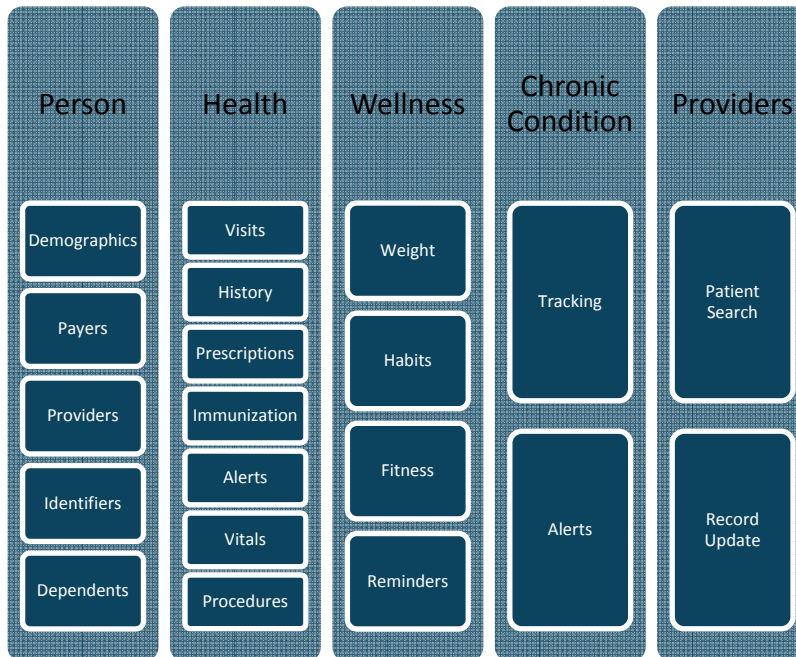 Person
Demographics
Payers
Providers
Identifiers
Dependents
Health
Visits
History
Prescriptions
Immunization
Alerts
Vitals
Procedures
Wellness
Weight
Habits
Fitness
Reminders
Chronic
Condition
Tracking
Alerts
Providers
Patient
Search
Record
Update